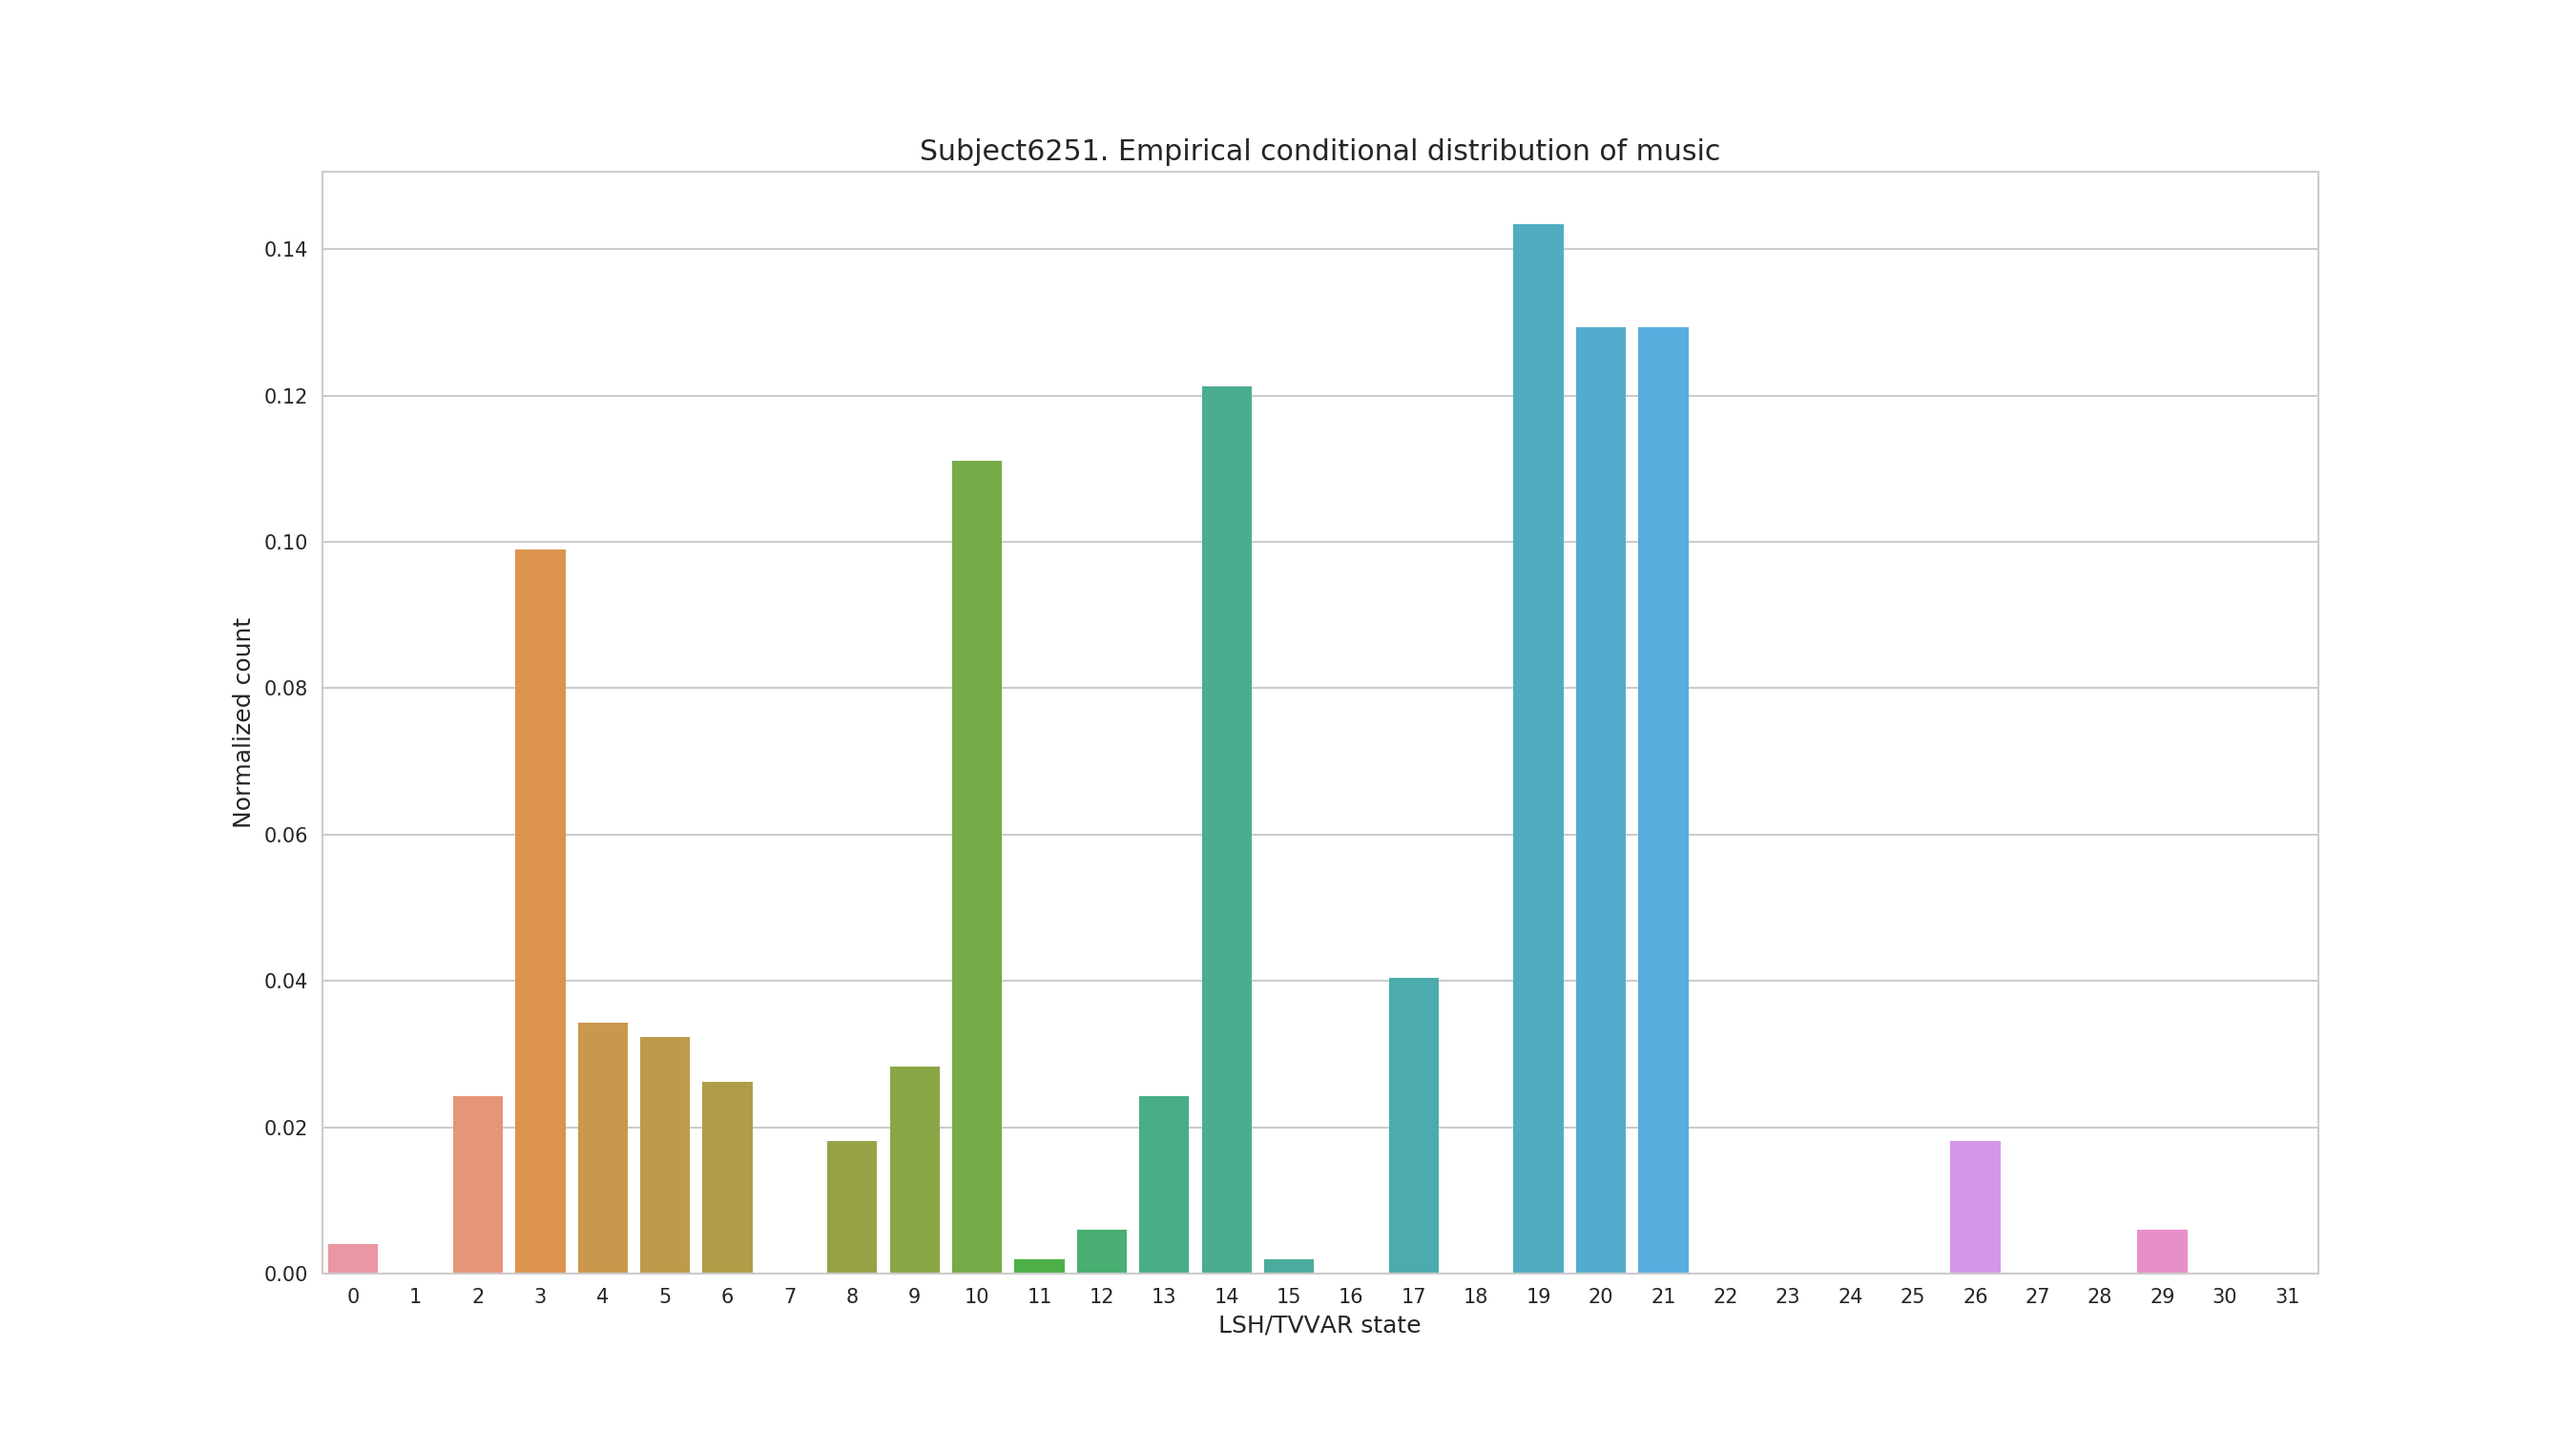 Subject6251. Empirical conditional distribution of music
Normalized count
0.14
0.12
0.10
0.08
0.06
0.04
0.02
0.00
0 1 2 3 4 5 6 7 8 9 10 11 12 13 14 15 16 17 18 19 20 21 22 23 24 25 26 27 28 29 30 31
LSH/TVVAR state